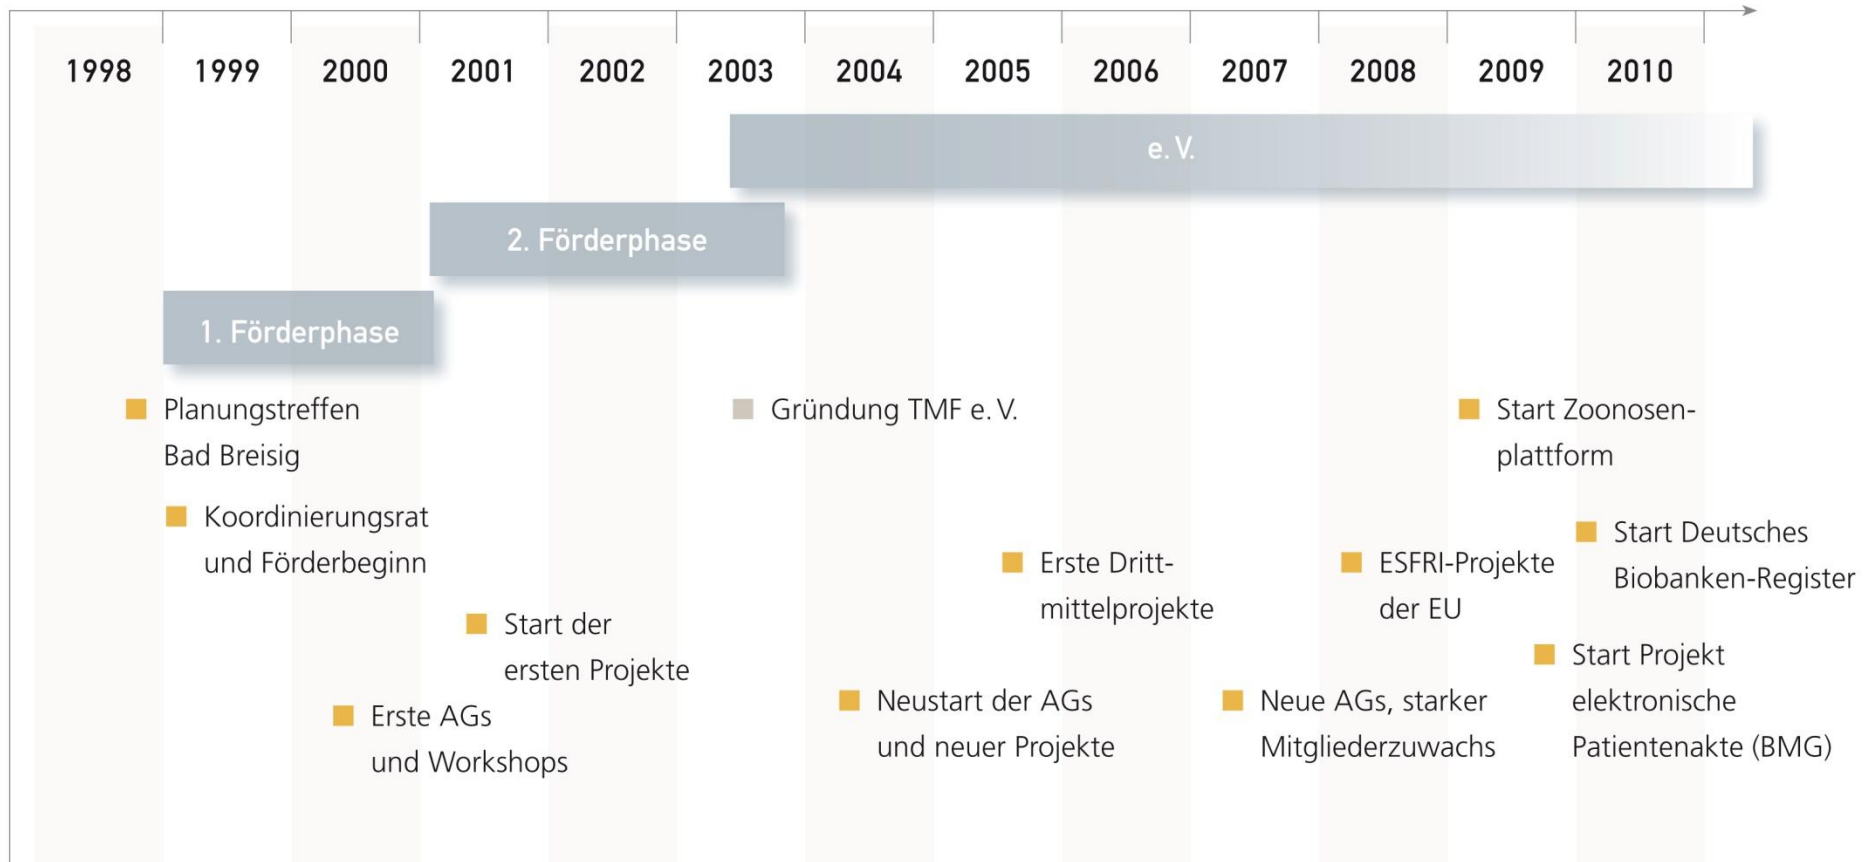 1998 1999 2000 2001 2002 2003 2004 2005 2006 2007 2008 2009 2010
e. V.
2. Förderphase
1. Förderphase
Planungstreffen
Bad Breisig
Koordinierungsrat
und Förderbeginn
Erste AGs
und Workshops
Start der
ersten Projekte
Gründung TMF e. V.
Neustart der AGs
und neuer Projekte
Erste Dritt-
mittelprojekte
Neue AGs, starker
Mitgliederzuwachs
ESFRI-Projekte
der EU
Start Zoonosen-
plattform
Start Projekt
elektronische
Patientenakte (BMG)
Start Deutsches
Biobanken-Register